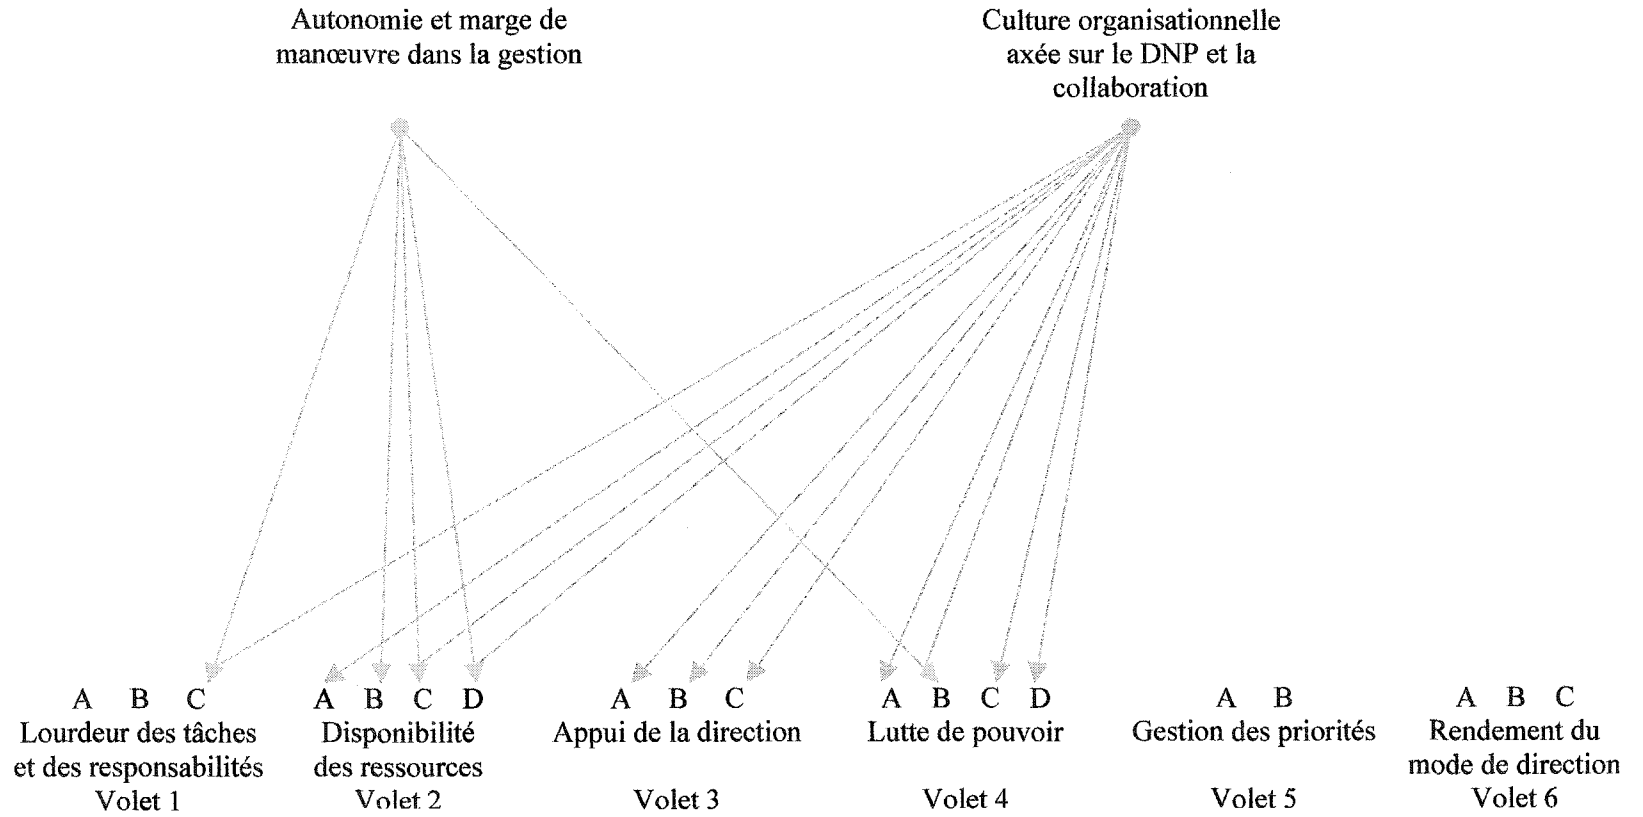 Autonomie et marge de
manœuvre dans la gestion
Culture organisationnelle
axée sur le DNP et la
collaboration
A B C
Lourdeur des tâches
et des responsabilités
Volet 1
A B C D
Disponibilité
des ressources
Volet 2
A B C
Appui de la direction
Volet 3
A B C D
Lutte de pouvoir
Volet 4
A B
Gestion des priorités
Volet 5
A B C
Rendement du
mode de direction
Volet 6